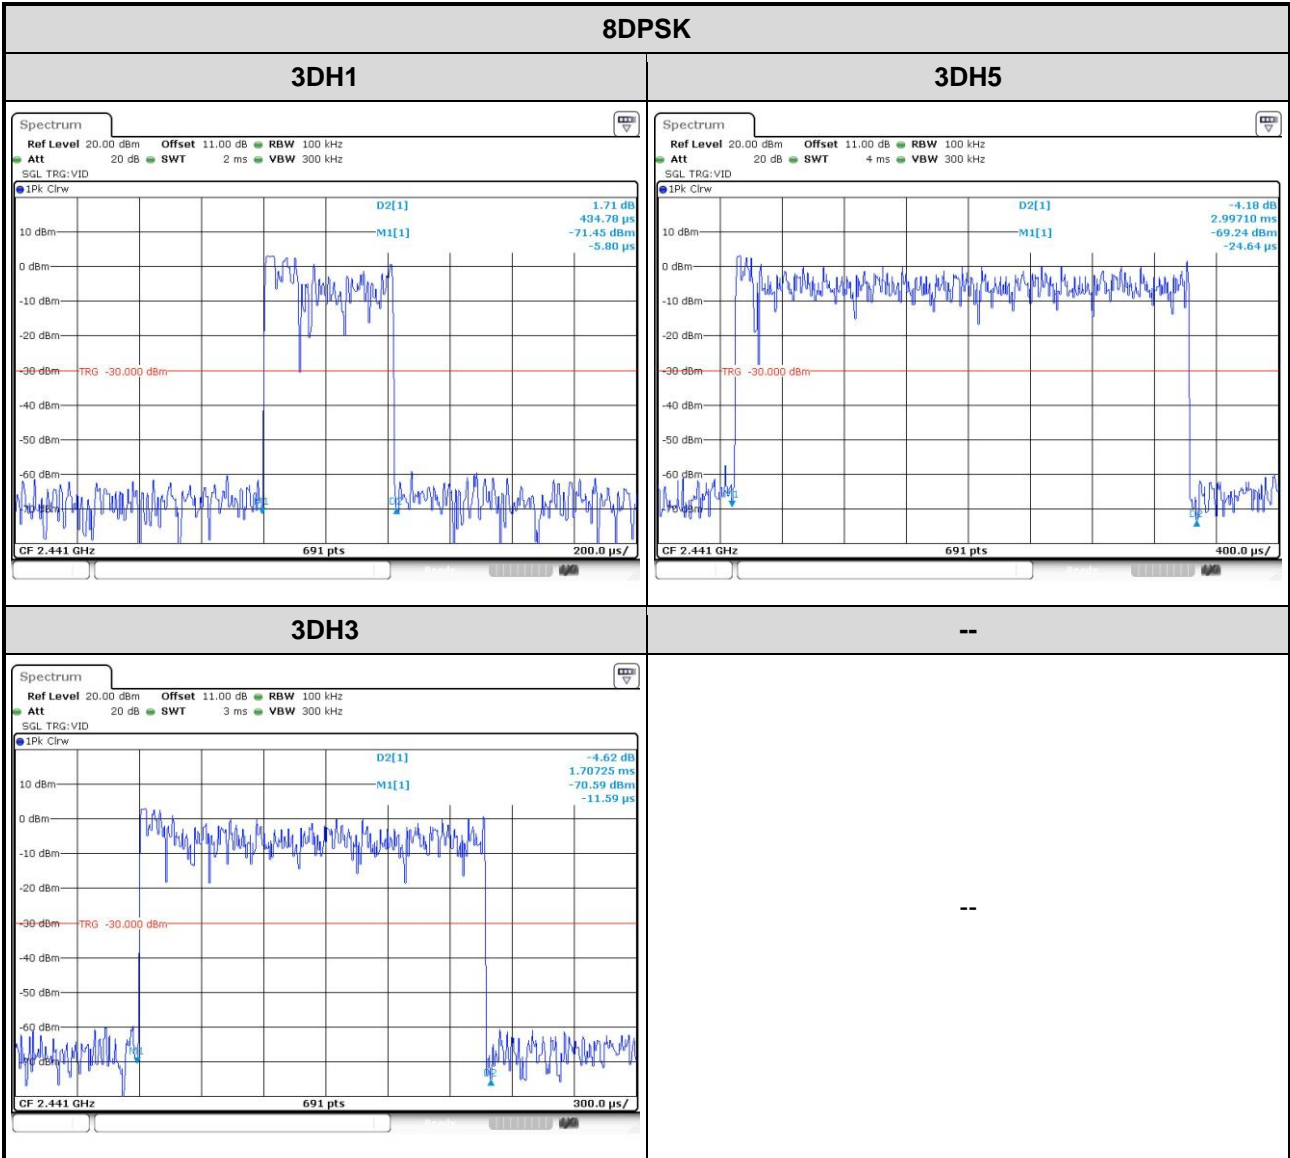 8DPSK
3DH1
3DH5
Spectrum
Ref Level 20.00 dBm Offset 11.00 dB RBW 100 kHz
Att 20 dB SWT 2 ms VBW 300 kHz
SGL TRG:VID
1Pk Clrw
D2[1] 1.71 dB
434.78 µs
10 dBm M1[1] -71.45 dBm
-5.80 µs
0 dBm
-10 dBm
-20 dBm
-30 dBm TRG -30.000 dBm
-40 dBm
-50 dBm
-60 dBm
-70 dBm
CF 2.441 GHz 691 pts 200.0 µs/
Spectrum
Ref Level 20.00 dBm Offset 11.00 dB RBW 100 kHz
Att 20 dB SWT 4 ms VBW 300 kHz
SGL TRG:VID
1Pk Clrw
D2[1] -4.18 dB
2.99710 ms
10 dBm M1[1] -69.24 dBm
-24.64 µs
0 dBm
-10 dBm
-20 dBm
-30 dBm TRG -30.000 dBm
-40 dBm
-50 dBm
-60 dBm
M1
-70 dBm
D2
CF 2.441 GHz 691 pts 400.0 µs/
3DH3
--
Spectrum
Ref Level 20.00 dBm Offset 11.00 dB RBW 100 kHz
Att 20 dB SWT 3 ms VBW 300 kHz
SGL TRG:VID
1Pk Clrw
D2[1] -4.62 dB
1.70725 ms
10 dBm M1[1] -70.59 dBm
-11.59 µs
0 dBm
-10 dBm
-20 dBm
-30 dBm TRG -30.000 dBm
-40 dBm
-50 dBm
-60 dBm
M1
-70 dBm
D2
CF 2.441 GHz 691 pts 300.0 µs/
--